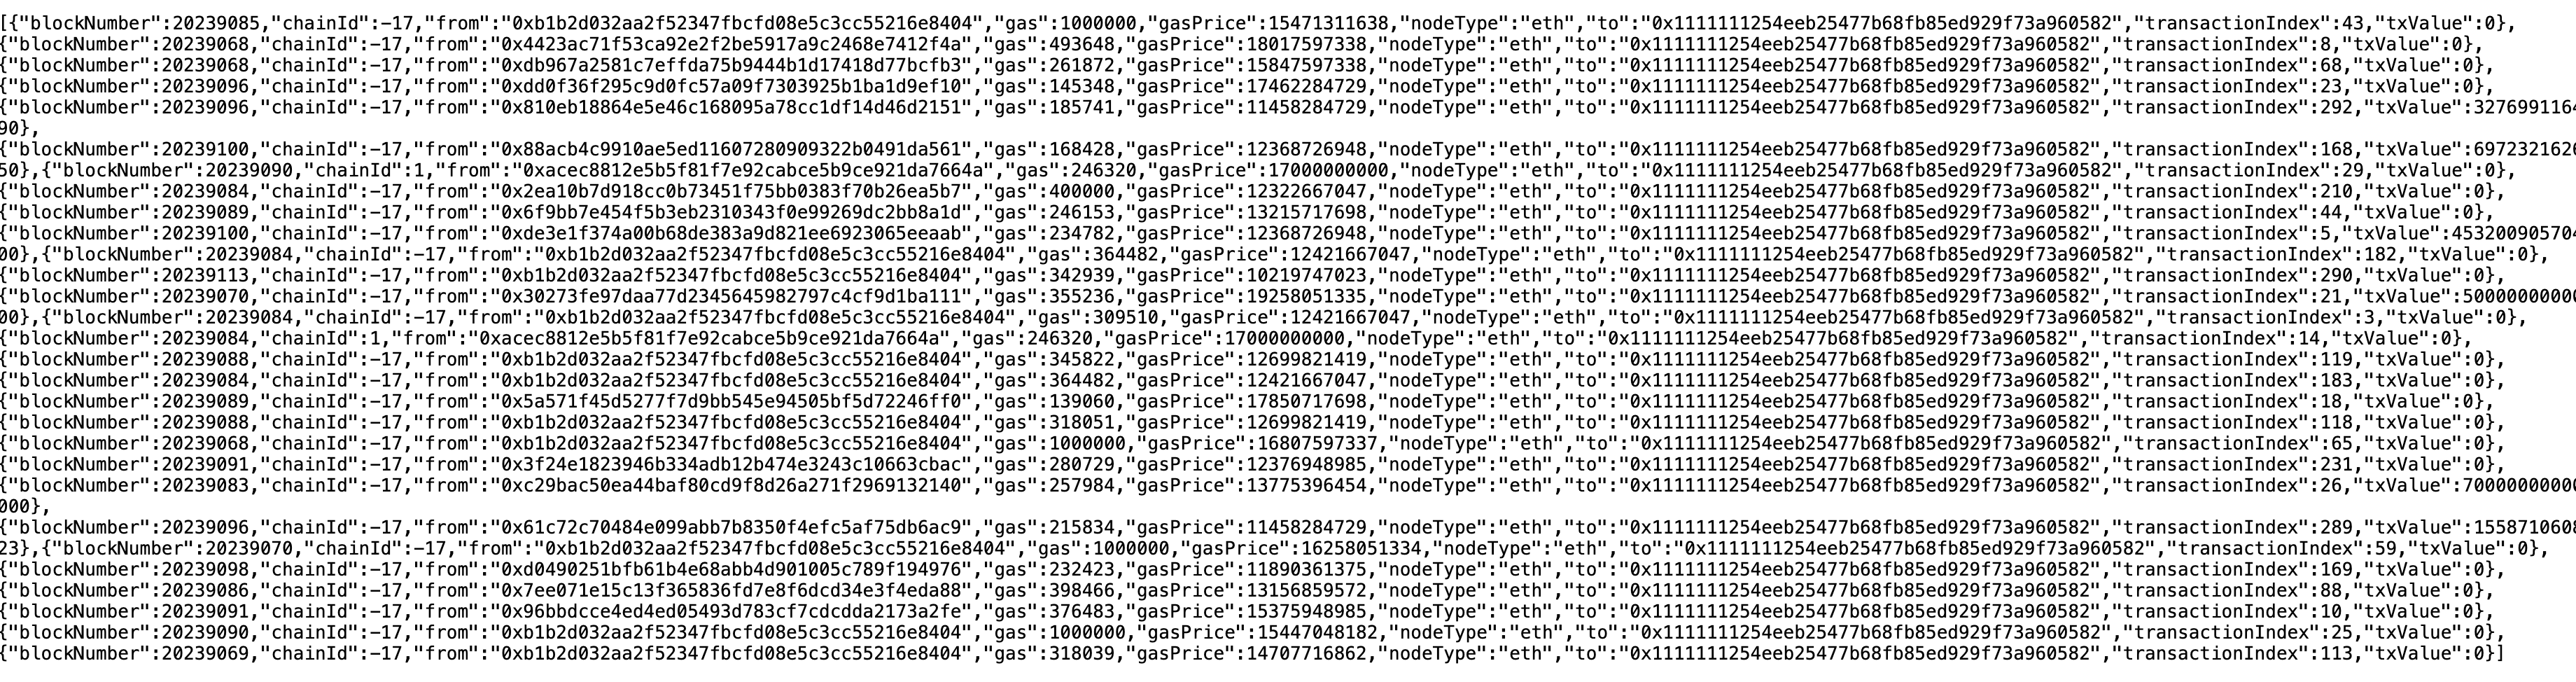 [{"blockNumber":20239085,"chainId":-17,"from":"0xb1b2d032aa2f52347fbcfd08e5c3cc55216e8404","gas":1000000,"gasPrice":15471311638,"nodeType":"eth","to":"0x1111111254eeb25477b68fb85ed929f73a960582","transactionIndex":43,"txValue":0},
{"blockNumber":20239068,"chainId":-17,"from":"0x4423ac71f53ca92e2f2be5917a9c2468e7412f4a","gas":493648,"gasPrice":18017597338,"nodeType":"eth","to":"0x1111111254eeb25477b68fb85ed929f73a960582","transactionIndex":8,"txValue":0},
{"blockNumber":20239068,"chainId":-17,"from":"0xdb967a2581c7effda75b9444b1d17418d77bcfb3","gas":261872,"gasPrice":15847597338,"nodeType":"eth","to":"0x1111111254eeb25477b68fb85ed929f73a960582","transactionIndex":68,"txValue":0},
{"blockNumber":20239096,"chainId":-17,"from":"0xdd0f36f295c9d0fc57a09f7303925b1ba1d9ef10","gas":145348,"gasPrice":17462284729,"nodeType":"eth","to":"0x1111111254eeb25477b68fb85ed929f73a960582","transactionIndex":23,"txValue":0},
{"blockNumber":20239096,"chainId":-17,"from":"0x810eb18864e5e46c168095a78cc1df14d46d2151","gas":185741,"gasPrice":11458284729,"nodeType":"eth","to":"0x1111111254eeb25477b68fb85ed929f73a960582","transactionIndex":292,"txValue":3276991164
90},
{"blockNumber":20239100,"chainId":-17,"from":"0x88acb4c9910ae5ed11607280909322b0491da561","gas":168428,"gasPrice":12368726948,"nodeType":"eth","to":"0x1111111254eeb25477b68fb85ed929f73a960582","transactionIndex":168,"txValue":6972321626
50},{"blockNumber":20239090,"chainId":1,"from":"0xacec8812e5b5f81f7e92cabce5b9ce921da7664a","gas":246320,"gasPrice":17000000000,"nodeType":"eth","to":"0x1111111254eeb25477b68fb85ed929f73a960582","transactionIndex":29,"txValue":0},
{"blockNumber":20239084,"chainId":-17,"from":"0x2ea10b7d918cc0b73451f75bb0383f70b26ea5b7","gas":400000,"gasPrice":12322667047,"nodeType":"eth","to":"0x1111111254eeb25477b68fb85ed929f73a960582","transactionIndex":210,"txValue":0},
{"blockNumber":20239089,"chainId":-17,"from":"0x6f9bb7e454f5b3eb2310343f0e99269dc2bb8a1d","gas":246153,"gasPrice":13215717698,"nodeType":"eth","to":"0x1111111254eeb25477b68fb85ed929f73a960582","transactionIndex":44,"txValue":0},
{"blockNumber":20239100,"chainId":-17,"from":"0xde3e1f374a00b68de383a9d821ee6923065eeaab","gas":234782,"gasPrice":12368726948,"nodeType":"eth","to":"0x1111111254eeb25477b68fb85ed929f73a960582","transactionIndex":5,"txValue":453200905704
00},{"blockNumber":20239084,"chainId":-17,"from":"0xb1b2d032aa2f52347fbcfd08e5c3cc55216e8404","gas":364482,"gasPrice":12421667047,"nodeType":"eth","to":"0x1111111254eeb25477b68fb85ed929f73a960582","transactionIndex":182,"txValue":0},
{"blockNumber":20239113,"chainId":-17,"from":"0xb1b2d032aa2f52347fbcfd08e5c3cc55216e8404","gas":342939,"gasPrice":10219747023,"nodeType":"eth","to":"0x1111111254eeb25477b68fb85ed929f73a960582","transactionIndex":290,"txValue":0},
{"blockNumber":20239070,"chainId":-17,"from":"0x30273fe97daa77d2345645982797c4cf9d1ba111","gas":355236,"gasPrice":19258051335,"nodeType":"eth","to":"0x1111111254eeb25477b68fb85ed929f73a960582","transactionIndex":21,"txValue":50000000000
00},{"blockNumber":20239084,"chainId":-17,"from":"0xb1b2d032aa2f52347fbcfd08e5c3cc55216e8404","gas":309510,"gasPrice":12421667047,"nodeType":"eth","to":"0x1111111254eeb25477b68fb85ed929f73a960582","transactionIndex":3,"txValue":0},
{"blockNumber":20239084,"chainId":1,"from":"0xacec8812e5b5f81f7e92cabce5b9ce921da7664a","gas":246320,"gasPrice":17000000000,"nodeType":"eth","to":"0x1111111254eeb25477b68fb85ed929f73a960582","transactionIndex":14,"txValue":0},
{"blockNumber":20239088,"chainId":-17,"from":"0xb1b2d032aa2f52347fbcfd08e5c3cc55216e8404","gas":345822,"gasPrice":12699821419,"nodeType":"eth","to":"0x1111111254eeb25477b68fb85ed929f73a960582","transactionIndex":119,"txValue":0},
{"blockNumber":20239084,"chainId":-17,"from":"0xb1b2d032aa2f52347fbcfd08e5c3cc55216e8404","gas":364482,"gasPrice":12421667047,"nodeType":"eth","to":"0x1111111254eeb25477b68fb85ed929f73a960582","transactionIndex":183,"txValue":0},
{"blockNumber":20239089,"chainId":-17,"from":"0x5a571f45d5277f7d9bb545e94505bf5d72246ff0","gas":139060,"gasPrice":17850717698,"nodeType":"eth","to":"0x1111111254eeb25477b68fb85ed929f73a960582","transactionIndex":18,"txValue":0},
{"blockNumber":20239088,"chainId":-17,"from":"0xb1b2d032aa2f52347fbcfd08e5c3cc55216e8404","gas":318051,"gasPrice":12699821419,"nodeType":"eth","to":"0x1111111254eeb25477b68fb85ed929f73a960582","transactionIndex":118,"txValue":0},
{"blockNumber":20239068,"chainId":-17,"from":"0xb1b2d032aa2f52347fbcfd08e5c3cc55216e8404","gas":1000000,"gasPrice":16807597337,"nodeType":"eth","to":"0x1111111254eeb25477b68fb85ed929f73a960582","transactionIndex":65,"txValue":0},
{"blockNumber":20239091,"chainId":-17,"from":"0x3f24e1823946b334adb12b474e3243c10663cbac","gas":280729,"gasPrice":12376948985,"nodeType":"eth","to":"0x1111111254eeb25477b68fb85ed929f73a960582","transactionIndex":231,"txValue":0},
{"blockNumber":20239083,"chainId":-17,"from":"0xc29bac50ea44baf80cd9f8d26a271f2969132140","gas":257984,"gasPrice":13775396454,"nodeType":"eth","to":"0x1111111254eeb25477b68fb85ed929f73a960582","transactionIndex":26,"txValue":70000000000
000},
{"blockNumber":20239096,"chainId":-17,"from":"0x61c72c70484e099abb7b8350f4efc5af75db6ac9","gas":215834,"gasPrice":11458284729,"nodeType":"eth","to":"0x1111111254eeb25477b68fb85ed929f73a960582","transactionIndex":289,"txValue":1558710608
23},{"blockNumber":20239070,"chainId":-17,"from":"0xb1b2d032aa2f52347fbcfd08e5c3cc55216e8404","gas":1000000,"gasPrice":16258051334,"nodeType":"eth","to":"0x1111111254eeb25477b68fb85ed929f73a960582","transactionIndex":59,"txValue":0},
{"blockNumber":20239098,"chainId":-17,"from":"0xd0490251bfb61b4e68abb4d901005c789f194976","gas":232423,"gasPrice":11890361375,"nodeType":"eth","to":"0x1111111254eeb25477b68fb85ed929f73a960582","transactionIndex":169,"txValue":0},
{"blockNumber":20239086,"chainId":-17,"from":"0x7ee071e15c13f365836fd7e8f6dcd34e3f4eda88","gas":398466,"gasPrice":13156859572,"nodeType":"eth","to":"0x1111111254eeb25477b68fb85ed929f73a960582","transactionIndex":88,"txValue":0},
{"blockNumber":20239091,"chainId":-17,"from":"0x96bbdcce4ed4ed05493d783cf7cdcdda2173a2fe","gas":376483,"gasPrice":15375948985,"nodeType":"eth","to":"0x1111111254eeb25477b68fb85ed929f73a960582","transactionIndex":10,"txValue":0},
{"blockNumber":20239090,"chainId":-17,"from":"0xb1b2d032aa2f52347fbcfd08e5c3cc55216e8404","gas":1000000,"gasPrice":15447048182,"nodeType":"eth","to":"0x1111111254eeb25477b68fb85ed929f73a960582","transactionIndex":25,"txValue":0},
{"blockNumber":20239069,"chainId":-17,"from":"0xb1b2d032aa2f52347fbcfd08e5c3cc55216e8404","gas":318039,"gasPrice":14707716862,"nodeType":"eth","to":"0x1111111254eeb25477b68fb85ed929f73a960582","transactionIndex":113,"txValue":0}]